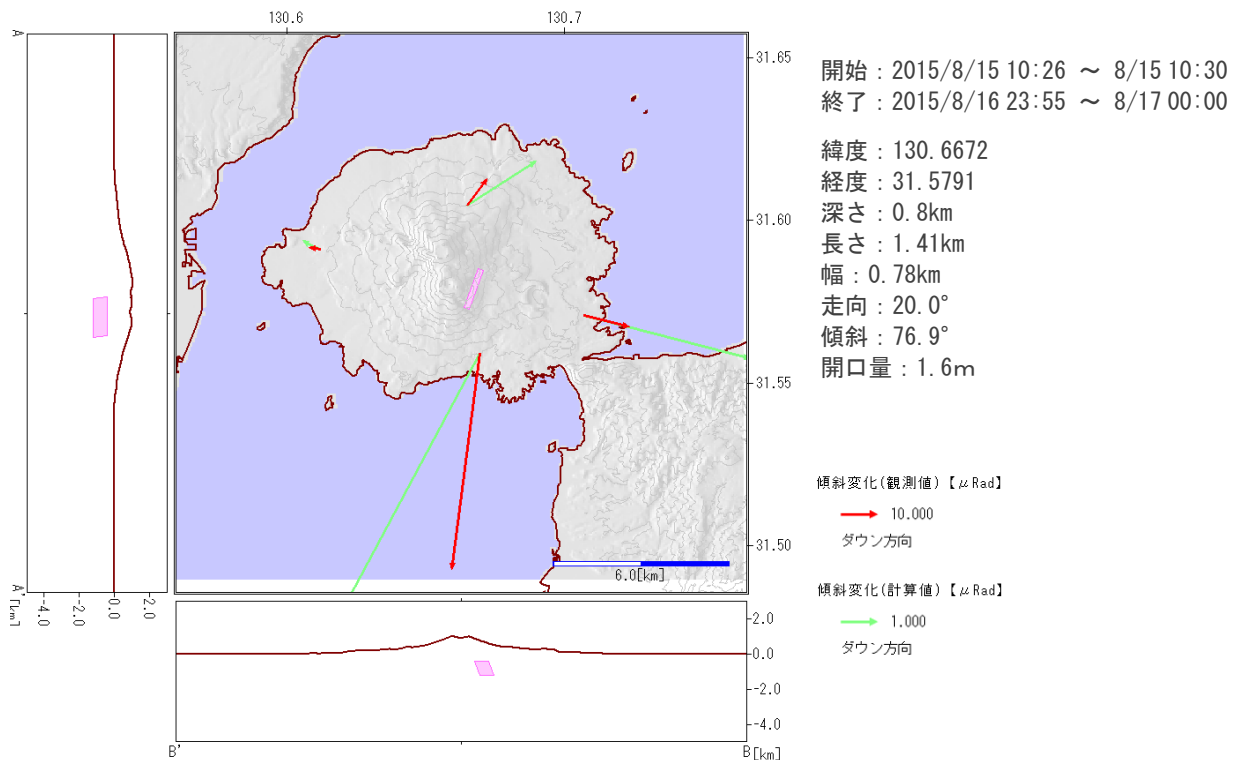 130.6
130.7
31.65
31.60
31.55
31.50
6.0[km]
A
A'
[km]
-4.0
-2.0
0.0
2.0
2.0
0.0
-2.0
-4.0
B'
B
[km]
開始：2015/8/15 10:26 ～ 8/15 10:30
終了：2015/8/16 23:55 ～ 8/17 00:00
緯度：130.6672
経度：31.5791
深さ：0.8km
長さ：1.41km
幅：0.78km
走向：20.0°
傾斜：76.9°
開口量：1.6m
傾斜変化(観測値)【μRad】
10.000
ダウン方向
傾斜変化(計算値)【μRad】
1.000
ダウン方向